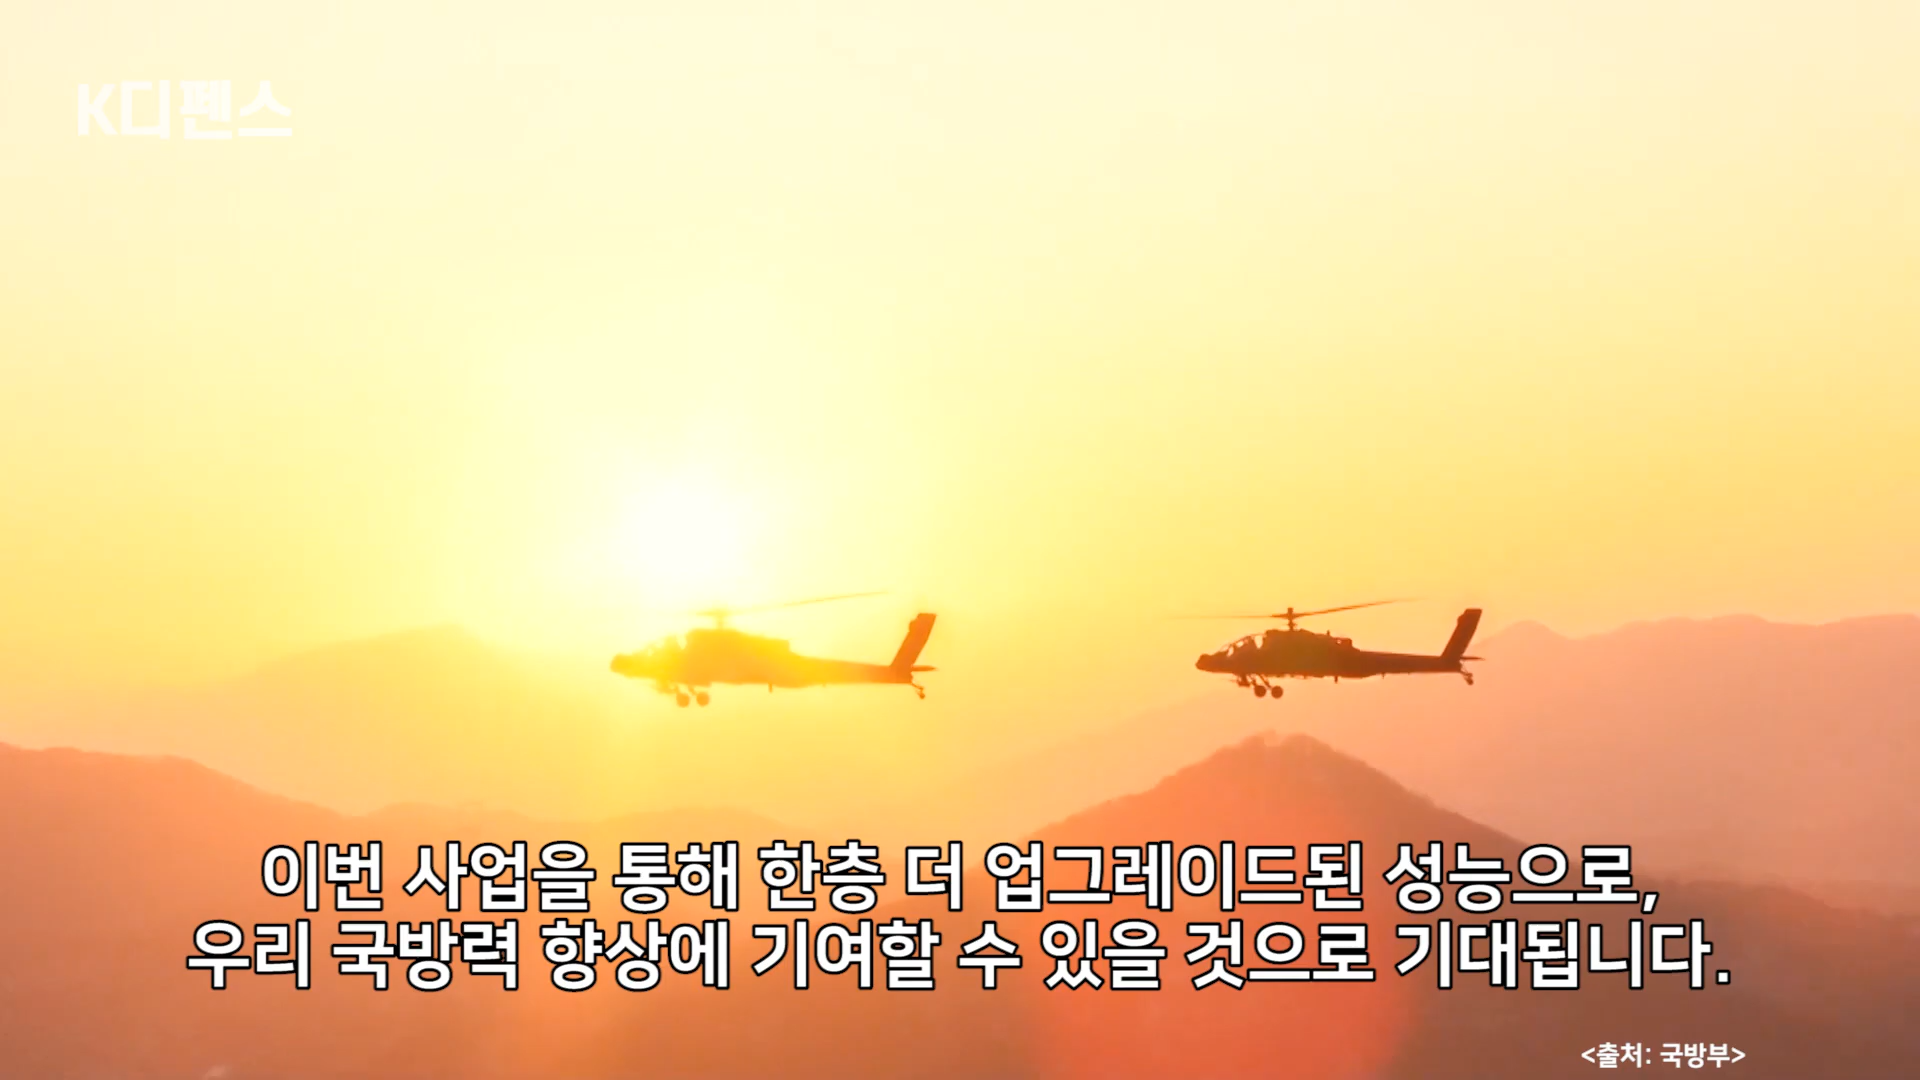 K디펜스
이번 사업을 통해 한층 더 업그레이드된 성능으로,
우리 국방력 향상에 기여할 수 있을 것으로 기대됩니다.
<출처: 국방부>